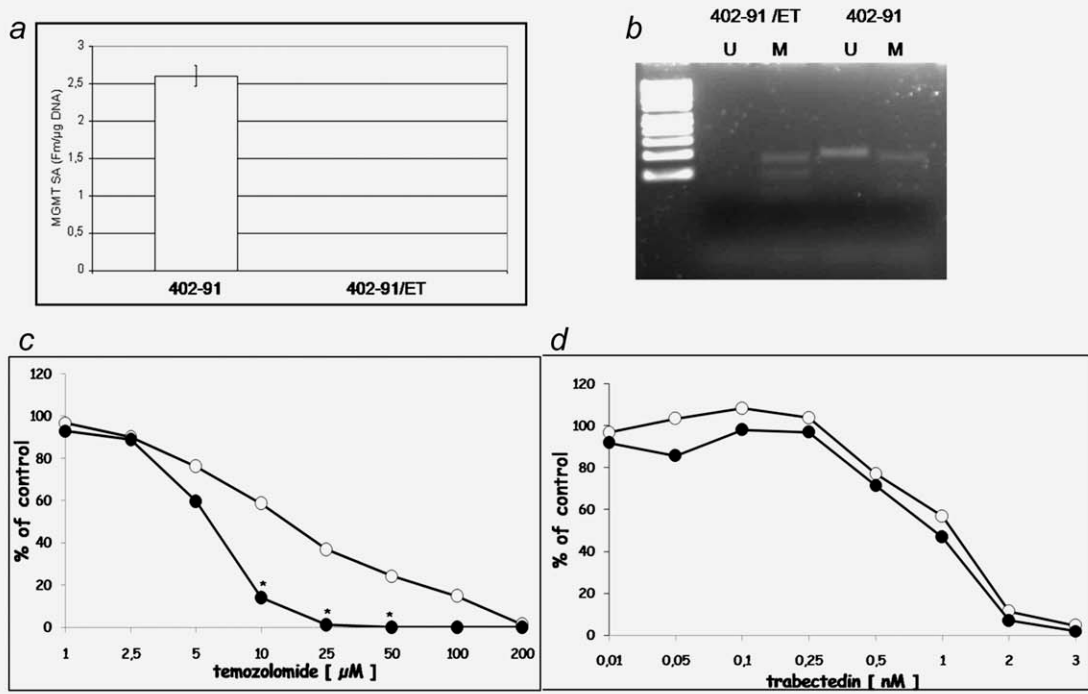 a
3
2,5
2
1,5
1
0,5
0
MGMT SA (Fm/µg DNA)
402-91 402-91/ET
b
402-91 /ET 402-91
U M U M
c
120
100
80
60
40
20
0
% of control
* * *
1 2,5 5 10 25 50 100 200
temozolomide [ µM ]
d
120
100
80
60
40
20
0
% of control
0,01 0,05 0,1 0,25 0,5 1 2 3
trabectedin [ nM ]